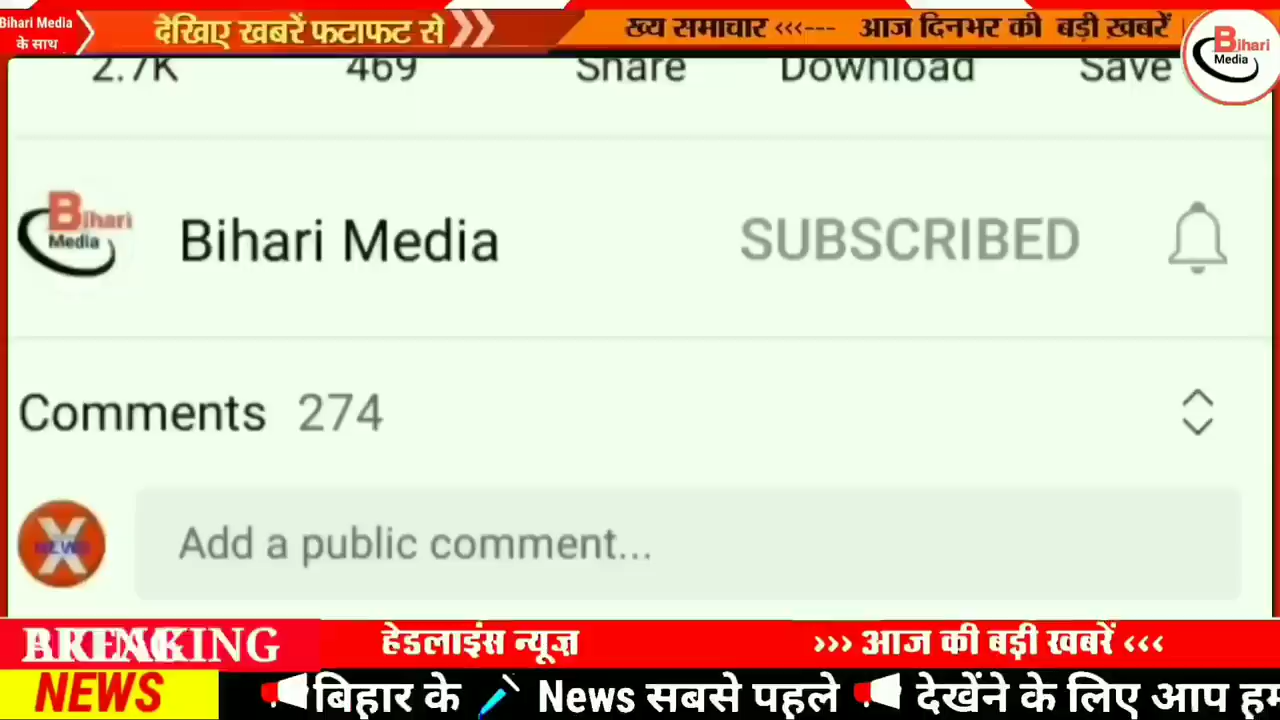 Bihari Media
के साथ
देखिए खबरें फटाफट से
ख्य समाचार <<<--- आज दिनभर की बड़ी ख़बरें
Bihari
Media
2.7K 469 Share Download Save
Bihari
Media
Bihari Media SUBSCRIBED
Comments 274
NEWS
Add a public comment...
BREAKING
हेडलाइंस न्यूज़ >>> आज की बड़ी खबरें <<<
NEWS
बिहार के News सबसे पहले देखेंने के लिए आप हम